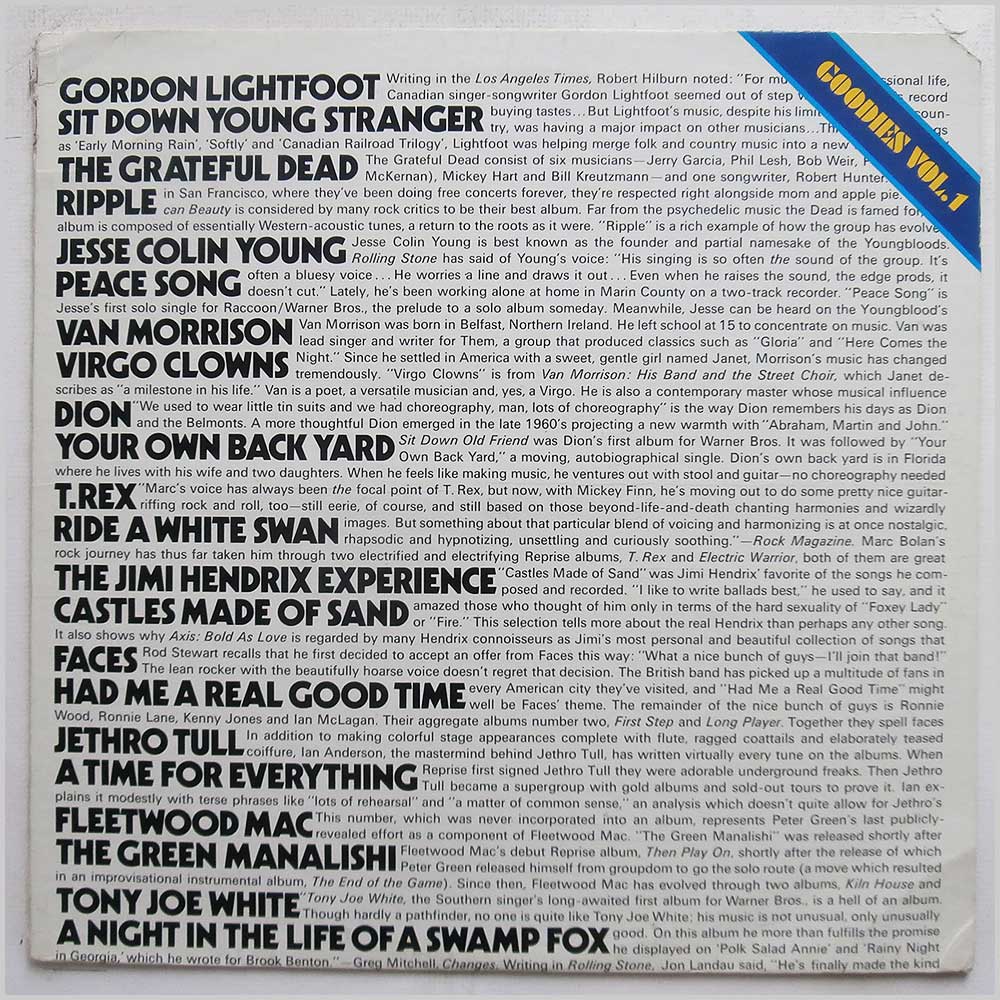 GOODIES VOL.1
GORDON LIGHTFOOT Writing in the Los Angeles Times, Robert Hilburn noted: "For mu sional life,
Canadian singer-songwriter Gordon Lightfoot seemed out of step record
SIT DOWN YOUNG STRANGER buying tastes...But Lightfoot's music, despite his limi coun-
try, was having a major impact on other musicians...Th gs
as 'Early Morning Rain', 'Softly' and 'Canadian Railroad Trilogy', Lightfoot was helping merge folk and country music into a new
THE GRATEFUL DEAD The Grateful Dead consist of six musicians—Jerry Garcia, Phil Lesh, Bob Weir,
McKernan), Mickey Hart and Bill Kreutzmann—and one songwriter, Robert Hunter.
RIPPLE in San Francisco, where they've been doing free concerts forever, they're respected right alongside mom and apple pie.
can Beauty is considered by many rock critics to be their best album. Far from the psychedelic music the Dead is famed for,
album is composed of essentially Western-acoustic tunes, a return to the roots as it were. "Ripple" is a rich example of how the group has evolve
JESSE COLIN YOUNG Jesse Colin Young is best known as the founder and partial namesake of the Youngbloods.
Rolling Stone has said of Young's voice: "His singing is so often the sound of the group. It's
PEACE SONG often a bluesy voice...He worries a line and draws it out...Even when he raises the sound, the edge prods, it
doesn't cut." Lately, he's been working alone at home in Marin County on a two-track recorder. "Peace Song" is
Jesse's first solo single for Raccoon/Warner Bros., the prelude to a solo album someday. Meanwhile, Jesse can be heard on the Youngblood's
VAN MORRISON Van Morrison was born in Belfast, Northern Ireland. He left school at 15 to concentrate on music. Van was
lead singer and writer for Them, a group that produced classics such as "Gloria" and "Here Comes the
VIRGO CLOWNS Night." Since he settled in America with a sweet, gentle girl named Janet, Morrison's music has changed
tremendously. "Virgo Clowns" is from Van Morrison: His Band and the Street Choir, which Janet de-
scribes as "a milestone in his life." Van is a poet, a versatile musician and, yes, a Virgo. He is also a contemporary master whose musical influence
DION "We used to wear little tin suits and we had choreography, man, lots of choreography" is the way Dion remembers his days as Dion
and the Belmonts. A more thoughtful Dion emerged in the late 1960's projecting a new warmth with "Abraham, Martin and John."
YOUR OWN BACK YARD Sit Down Old Friend was Dion's first album for Warner Bros. It was followed by "Your
Own Back Yard," a moving, autobiographical single. Dion's own back yard is in Florida
where he lives with his wife and two daughters. When he feels like making music, he ventures out with stool and guitar—no choreography needed
T.REX "Marc's voice has always been the focal point of T. Rex, but now, with Mickey Finn, he's moving out to do some pretty nice guitar-
riffing rock and roll, too—still eerie, of course, and still based on those beyond-life-and-death chanting harmonies and wizardly
RIDE A WHITE SWAN images. But something about that particular blend of voicing and harmonizing is at once nostalgic,
rhapsodic and hypnotizing, unsettling and curiously soothing."—Rock Magazine. Marc Bolan's
rock journey has thus far taken him through two electrified and electrifying Reprise albums, T. Rex and Electric Warrior, both of them are great
THE JIMI HENDRIX EXPERIENCE "Castles Made of Sand" was Jimi Hendrix' favorite of the songs he com-
posed and recorded. "I like to write ballads best," he used to say, and it
CASTLES MADE OF SAND amazed those who thought of him only in terms of the hard sexuality of "Foxey Lady"
or "Fire." This selection tells more about the real Hendrix than perhaps any other song.
It also shows why Axis: Bold As Love is regarded by many Hendrix connoisseurs as Jimi's most personal and beautiful collection of songs that
FACES Rod Stewart recalls that he first decided to accept an offer from Faces this way: "What a nice bunch of guys—I'll join that band!"
The lean rocker with the beautifully hoarse voice doesn't regret that decision. The British band has picked up a multitude of fans in
HAD ME A REAL GOOD TIME every American city they've visited, and "Had Me a Real Good Time" might
well be Faces' theme. The remainder of the nice bunch of guys is Ronnie
Wood, Ronnie Lane, Kenny Jones and Ian McLagan. Their aggregate albums number two, First Step and Long Player. Together they spell faces
JETHRO TULL In addition to making colorful stage appearances complete with flute, ragged coattails and elaborately teased
coiffure, Ian Anderson, the mastermind behind Jethro Tull, has written virtually every tune on the albums. When
A TIME FOR EVERYTHING Reprise first signed Jethro Tull they were adorable underground freaks. Then Jethro
Tull became a supergroup with gold albums and sold-out tours to prove it. Ian ex-
plains it modestly with terse phrases like "lots of rehearsal" and "a matter of common sense," an analysis which doesn't quite allow for Jethro's
FLEETWOOD MAC This number, which was never incorporated into an album, represents Peter Green's last publicly-
revealed effort as a component of Fleetwood Mac. "The Green Manalishi" was released shortly after
THE GREEN MANALISHI Fleetwood Mac's debut Reprise album, Then Play On, shortly after the release of which
Peter Green released himself from groupdom to go the solo route (a move which resulted
in an improvisational instrumental album, The End of the Game). Since then, Fleetwood Mac has evolved through two albums, Kiln House and
TONY JOE WHITE "Tony Joe White, the Southern singer's long-awaited first album for Warner Bros., is a hell of an album.
Though hardly a pathfinder, no one is quite like Tony Joe White; his music is not unusual, only unusually
A NIGHT IN THE LIFE OF A SWAMP FOX good. On this album he more than fulfills the promise
he displayed on 'Polk Salad Annie' and 'Rainy Night
in Georgia,' which he wrote for Brook Benton."—Greg Mitchell, Changes. Writing in Rolling Stone, Jon Landau said, "He's finally made the kind